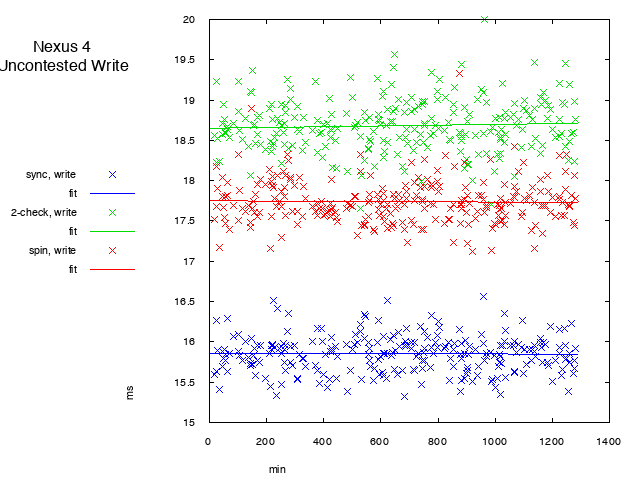 Nexus 4
Uncontested Write
sync, write
fit
2-check, write
fit
spin, write
fit
20
19.5
19
18.5
18
17.5
17
16.5
16
15.5
15
0 200 400 600 800 1000 1200 1400
ms
min